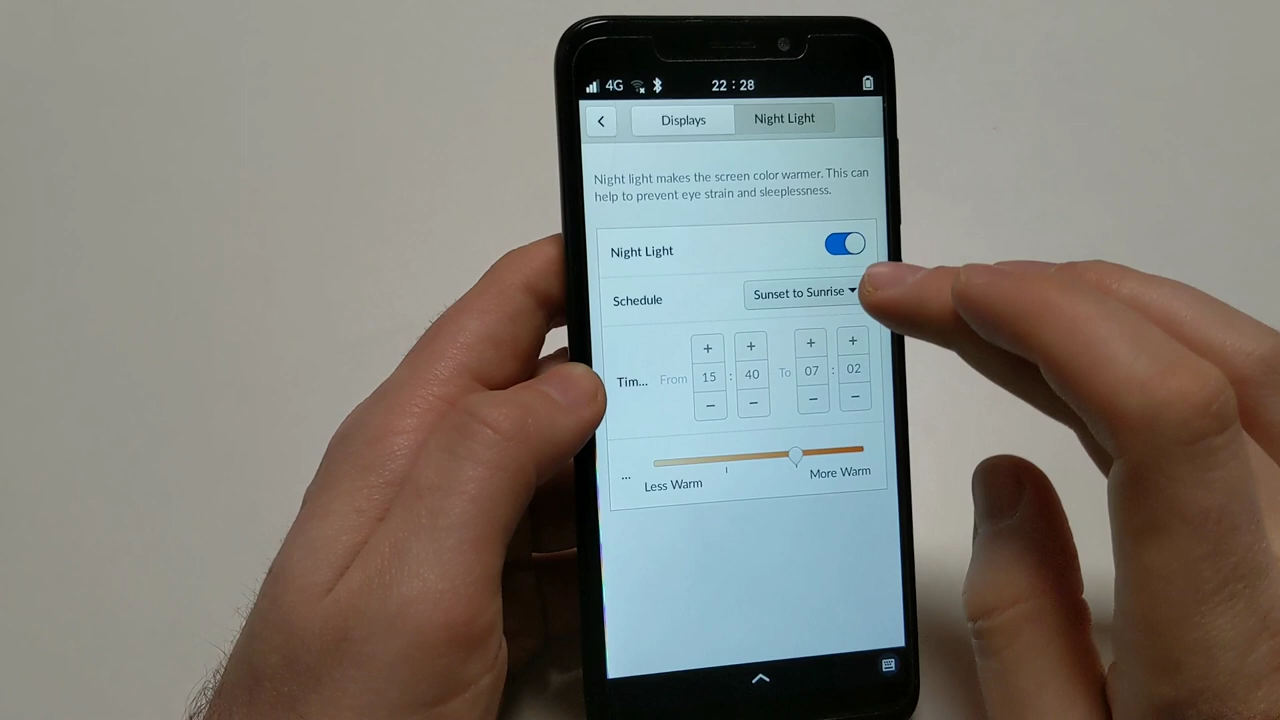 4G 22 : 28
Displays Night Light
Night light makes the screen color warmer. This can
help to prevent eye strain and sleeplessness.
Night Light
Schedule Sunset to Sunrise
+ + + +
Tim... From 15 : 40 To 07 : 02
− − − −
...
Less Warm More Warm